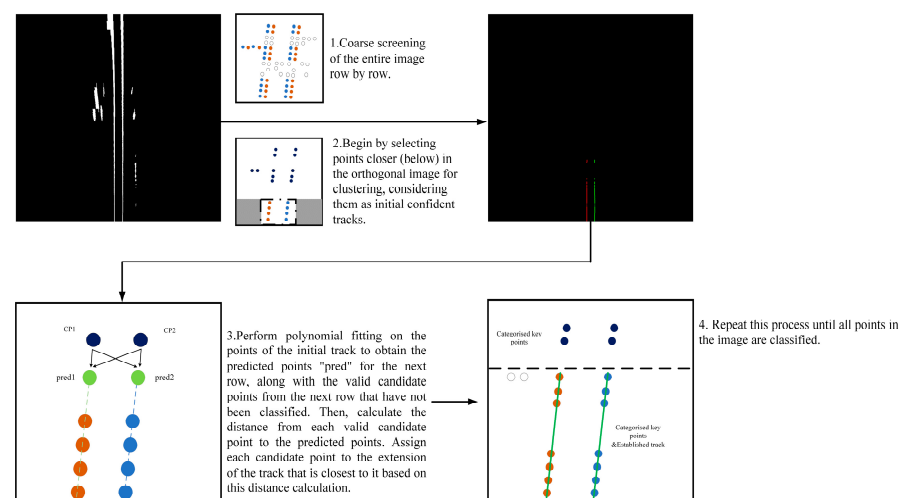 1.Coarse screening
of the entire image
row by row.
2.Begin by selecting
points closer (below) in
the orthogonal image for
clustering, considering
them as initial confident
tracks.
CP1
CP2
pred1
pred2
3.Perform polynomial fitting on the
points of the initial track to obtain the
predicted points "pred" for the next
row, along with the valid candidate
points from the next row that have not
been classified. Then, calculate the
distance from each valid candidate
point to the predicted points. Assign
each candidate point to the extension
of the track that is closest to it based on
this distance calculation.
Categorised key
points
Categorised key
points
&Established track
4. Repeat this process until all points in
the image are classified.